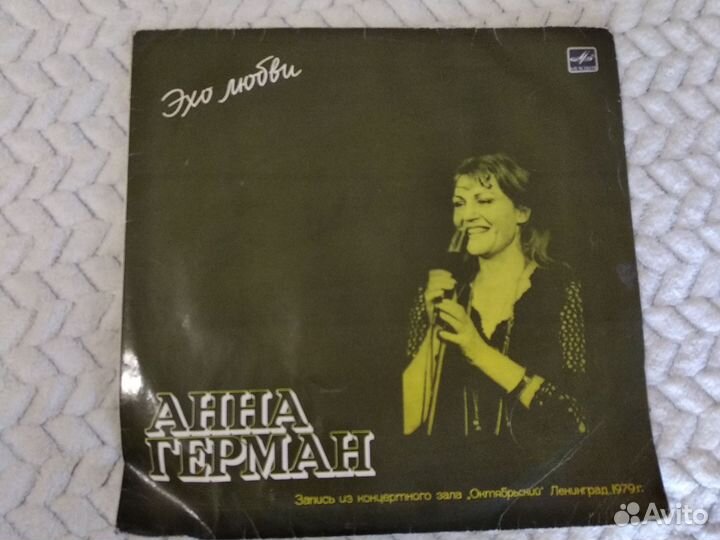 Эхо любви
АННА
ГЕРМАН
Запись из концертного зала „Октябрьский" Ленинград, 1979 г.
Avito